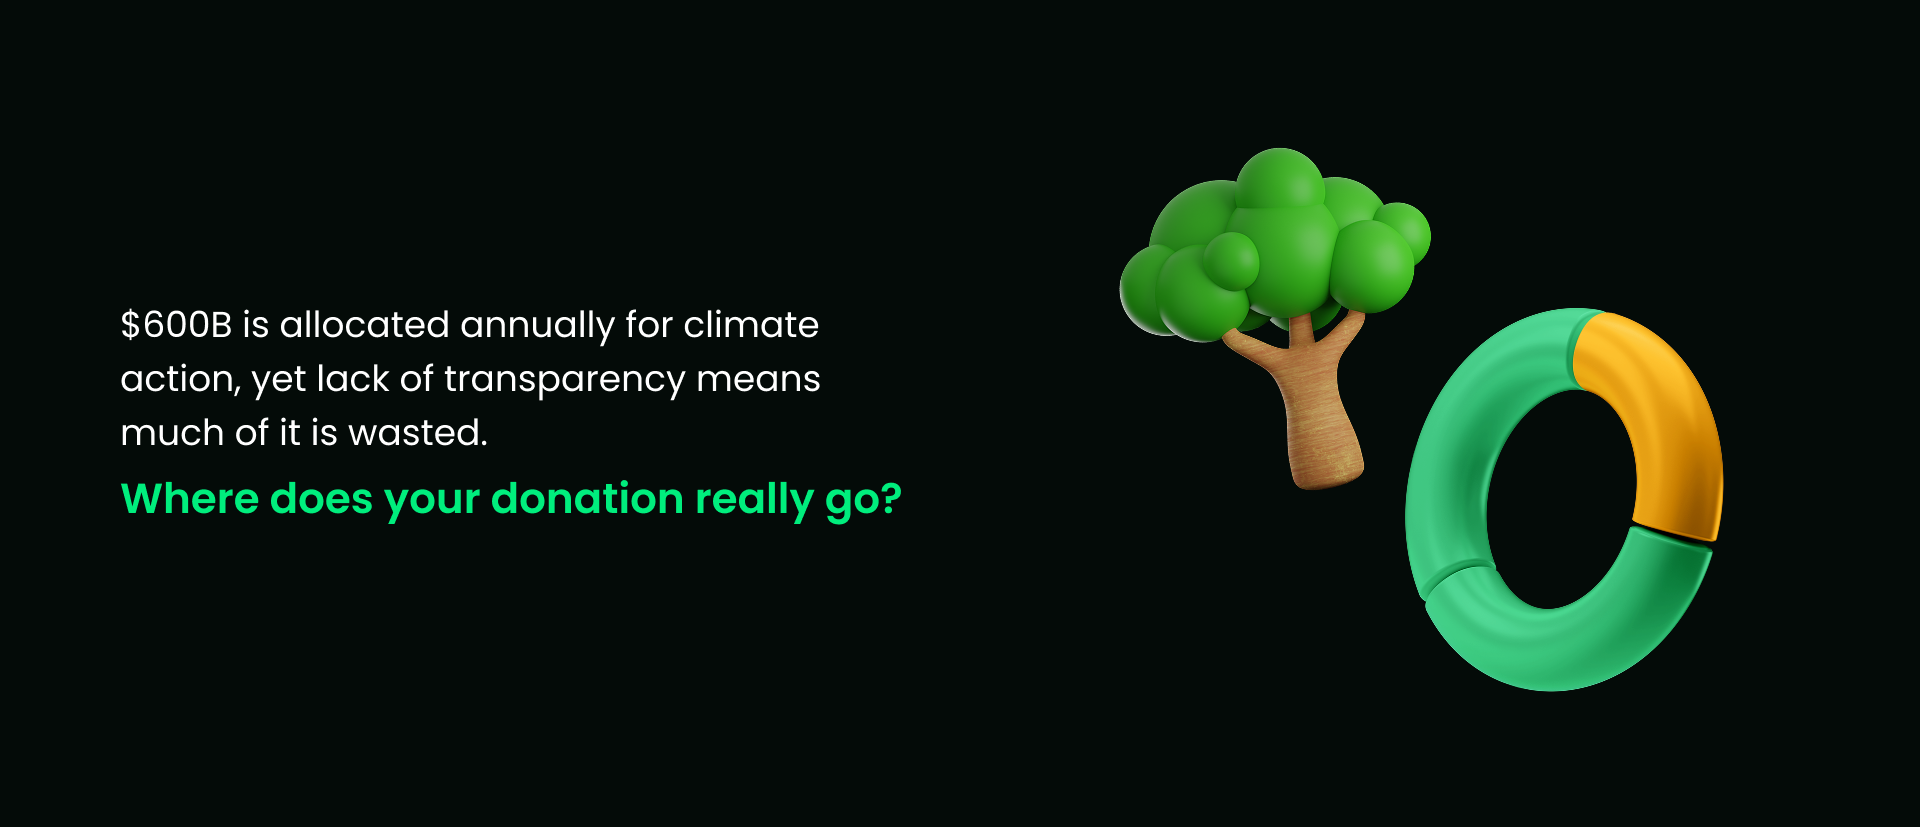 $600B is allocated annually for climate
action, yet lack of transparency means
much of it is wasted.
Where does your donation really go?